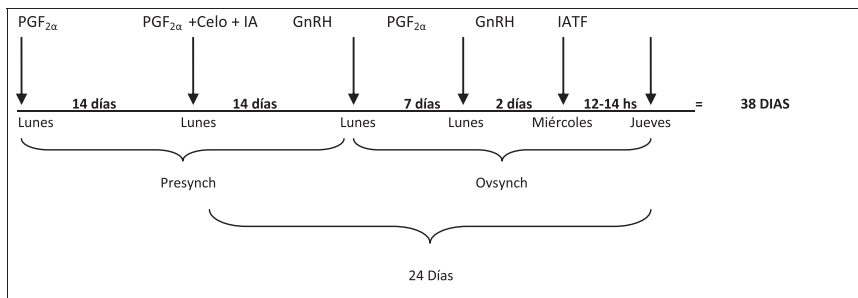 PGF2α PGF2α +Celo + IA GnRH PGF2α GnRH IATF
14 días 14 días 7 días 2 días 12-14 hs = 38 DIAS
Lunes Lunes Lunes Lunes Miércoles Jueves
Presynch Ovsynch
24 Días